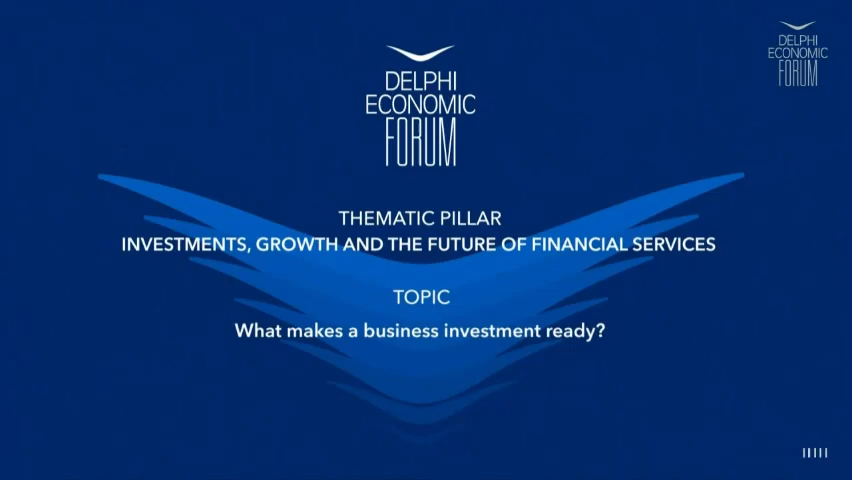 DELPHI
ECONOMIC
FORUM
DELPHI
ECONOMIC
FORUM
THEMATIC PILLAR
INVESTMENTS, GROWTH AND THE FUTURE OF FINANCIAL SERVICES
TOPIC
What makes a business investment ready?